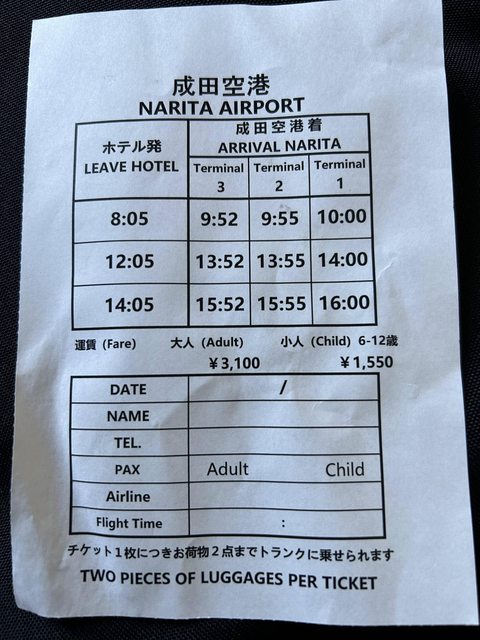 成田空港
NARITA AIRPORT
ホテル発
LEAVE HOTEL
成田空港着
ARRIVAL NARITA
Terminal 3
Terminal 2
Terminal 1
8:05 9:52 9:55 10:00
12:05 13:52 13:55 14:00
14:05 15:52 15:55 16:00
運賃 (Fare) 大人 (Adult) 小人 (Child) 6-12歳
¥3,100 ¥1,550
DATE /
NAME
TEL.
PAX Adult Child
Airline
Flight Time :
チケット1枚につきお荷物2点までトランクに乗せられます
TWO PIECES OF LUGGAGES PER TICKET